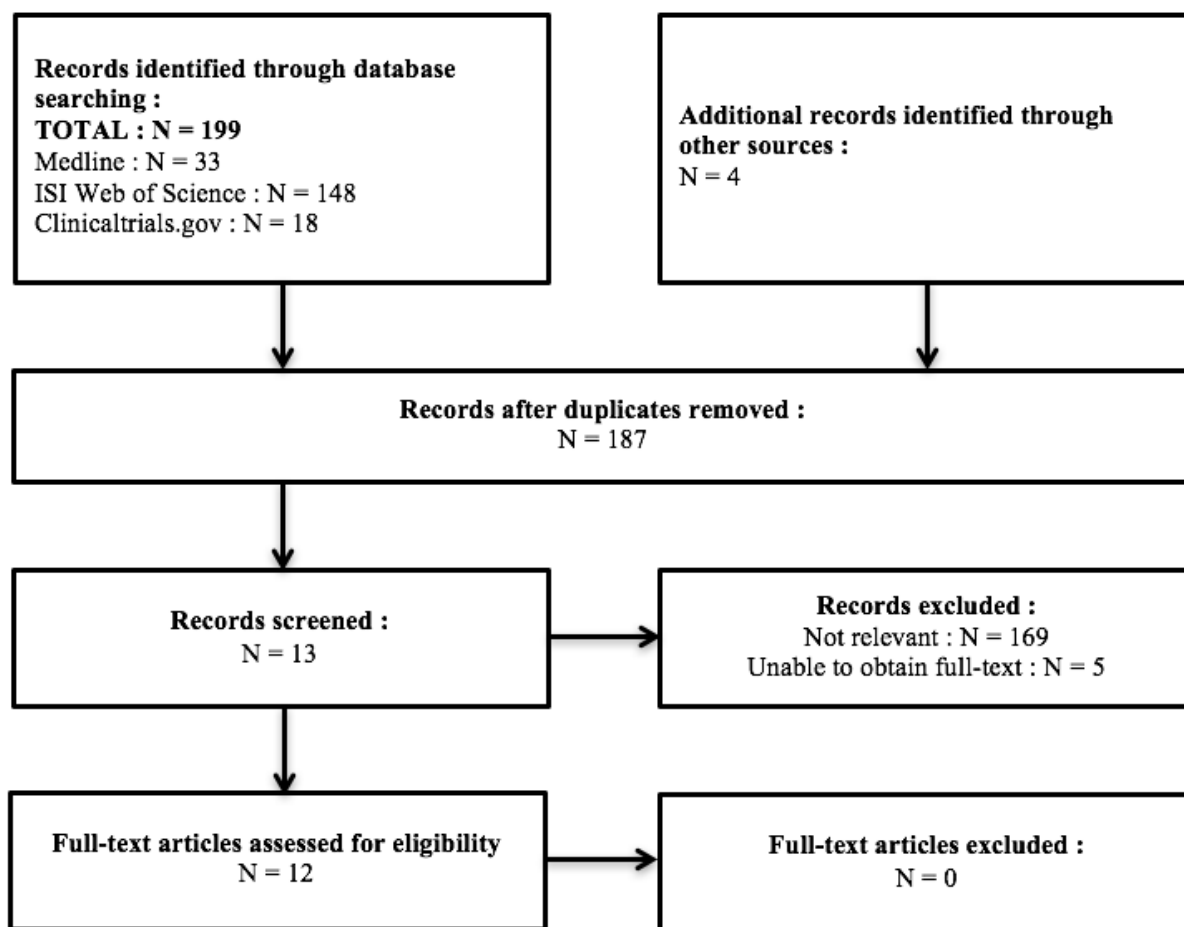 Records identified through database
searching :
TOTAL : N = 199
Medline : N = 33
ISI Web of Science : N = 148
Clinicaltrials.gov : N = 18
Additional records identified through
other sources :
N = 4
Records after duplicates removed :
N = 187
Records screened :
N = 13
Records excluded :
Not relevant : N = 169
Unable to obtain full-text : N = 5
Full-text articles assessed for eligibility
N = 12
Full-text articles excluded :
N = 0